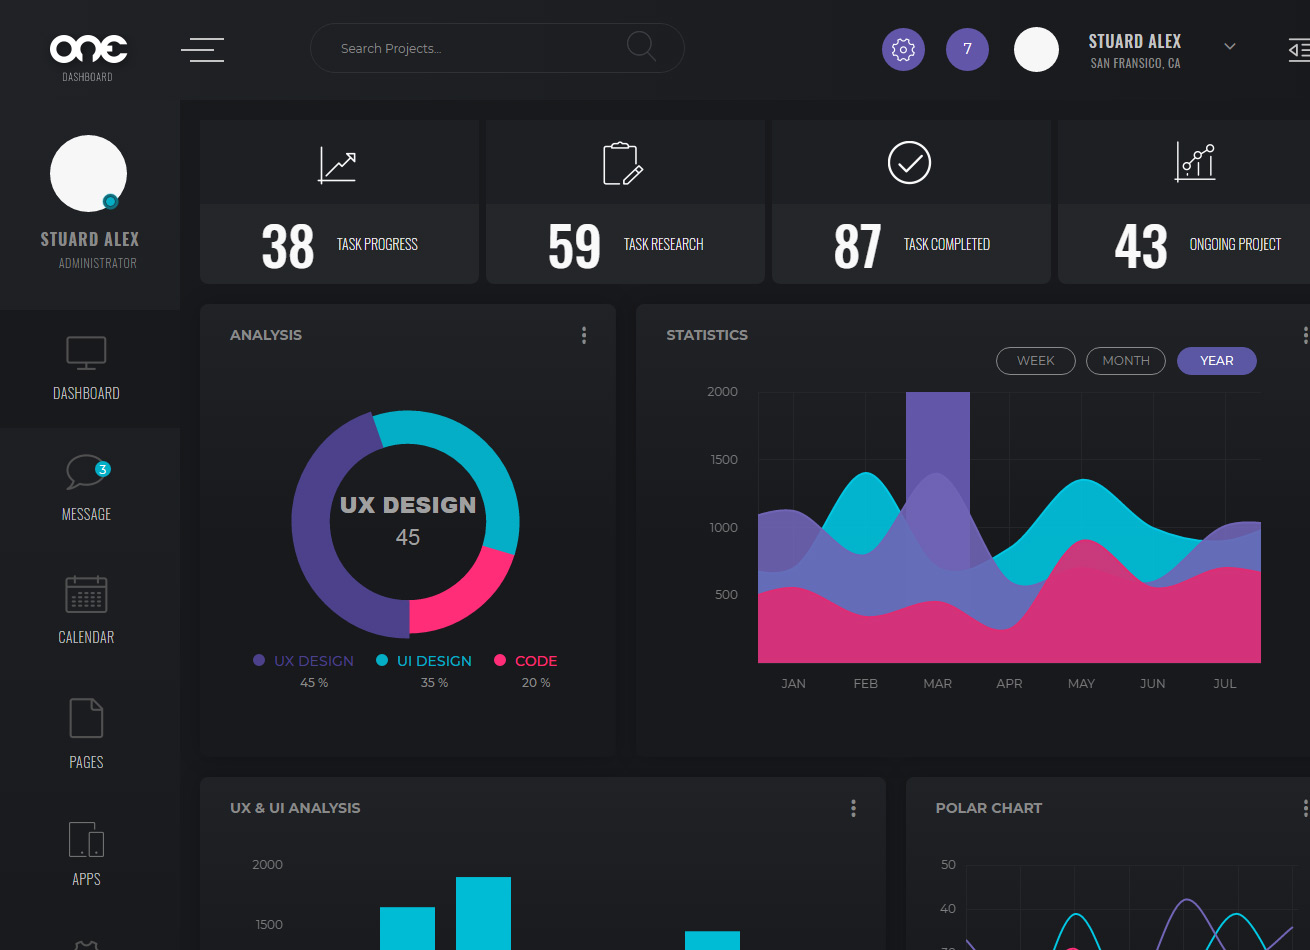 one
DASHBOARD
Search Projects...
7
STUARD ALEX
SAN FRANSICO, CA
STUARD ALEX
ADMINISTRATOR
DASHBOARD
3
MESSAGE
CALENDAR
PAGES
APPS
38 TASK PROGRESS
59 TASK RESEARCH
87 TASK COMPLETED
43 ONGOING PROJECT
ANALYSIS
UX DESIGN
45
UX DESIGN UI DESIGN CODE
45 % 35 % 20 %
STATISTICS
WEEK MONTH YEAR
2000
1500
1000
500
JAN FEB MAR APR MAY JUN JUL
UX & UI ANALYSIS
2000
1500
POLAR CHART
50
40